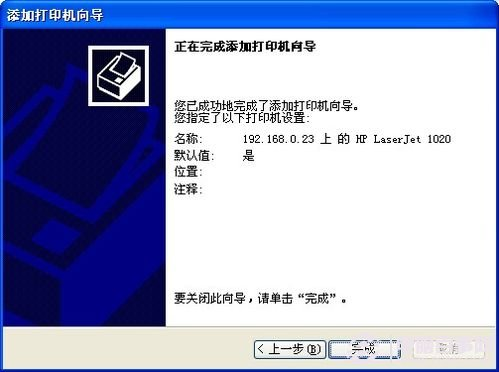 添加打印机向导
正在完成添加打印机向导
您已成功地完成了添加打印机向导。
您指定了以下打印机设置:
名称: 192.168.0.23 上 的 HP LaserJet 1020
默认值: 是
位置:
注释:
要关闭此向导,请单击“完成”。
< 上一步(B) 完成 取消